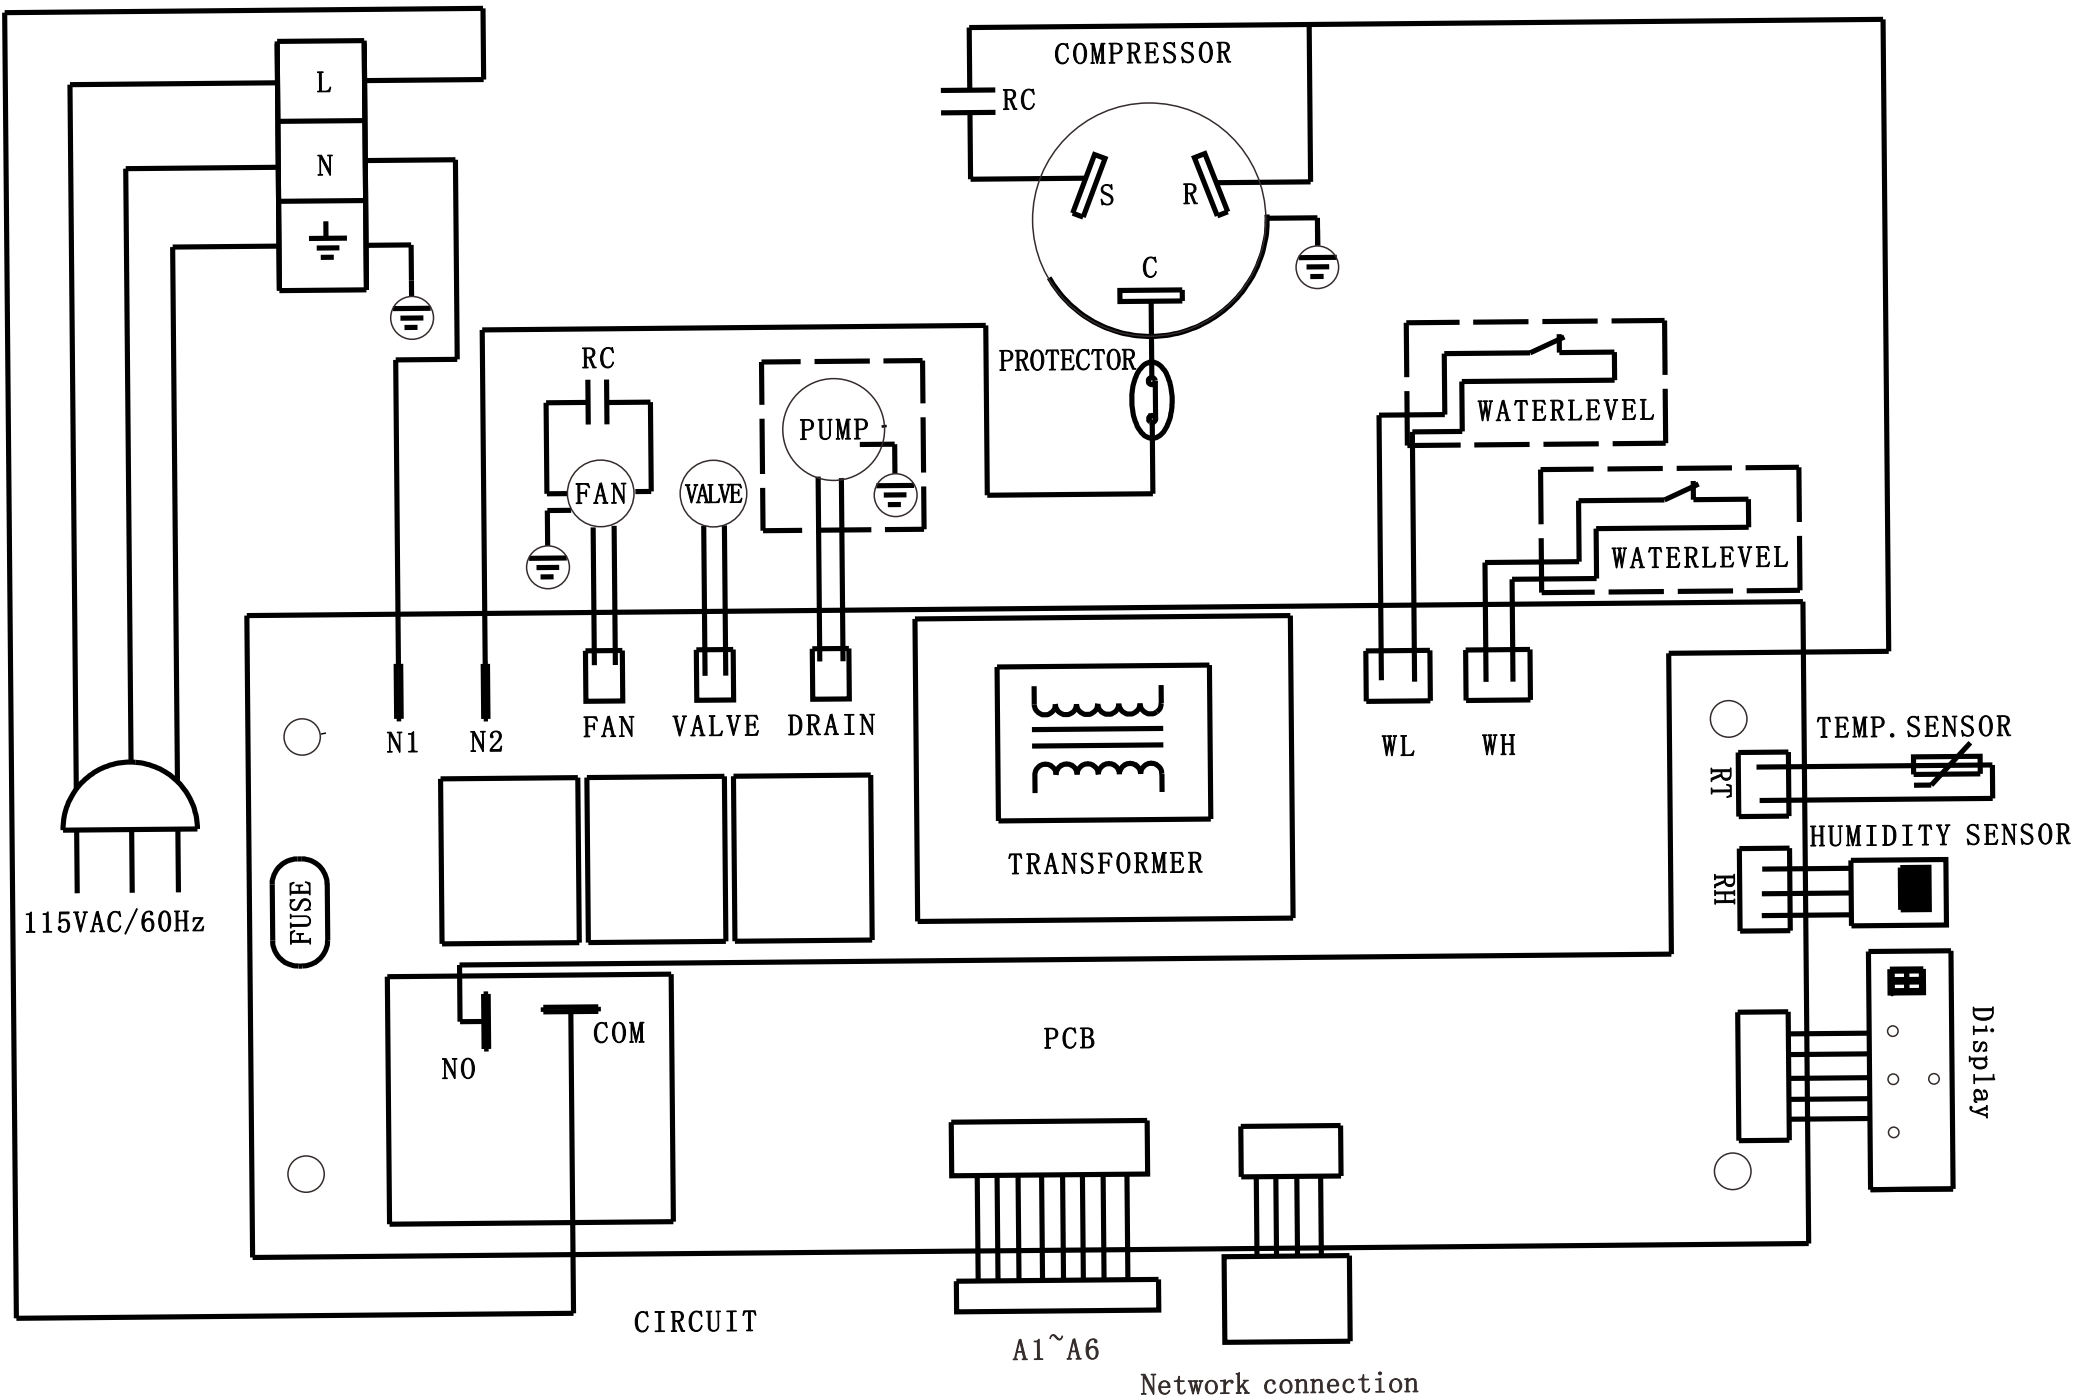 L
N
COMPRESSOR
RC
S
R
C
PROTECTOR
RC
FAN
VALVE
PUMP
WATERLEVEL
WATERLEVEL
N1
N2
FAN
VALVE
DRAIN
WL
WH
TRANSFORMER
TEMP. SENSOR
RT
HUMIDITY SENSOR
RH
115VAC/60Hz
FUSE
NO
COM
PCB
Display
CIRCUIT
A1~A6
Network connection